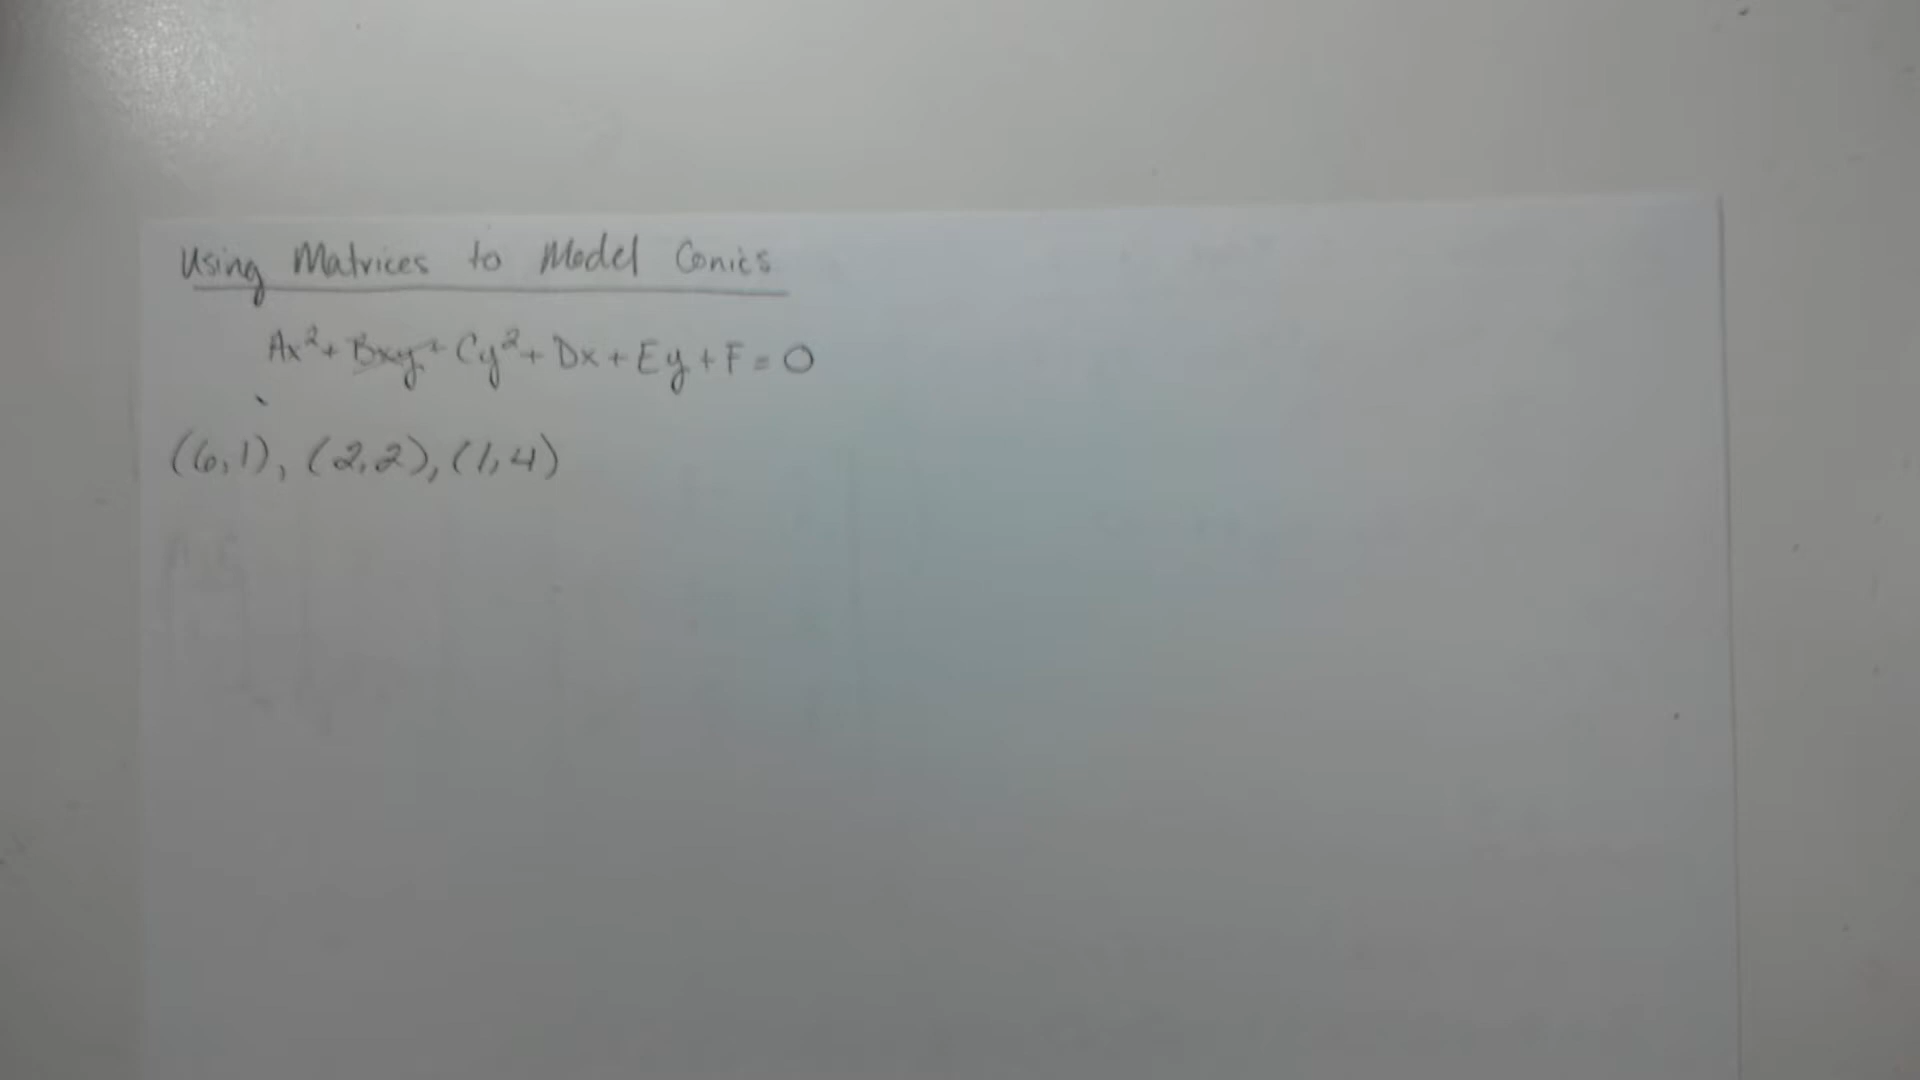 Using Matrices to Model Conics
Ax²+Bxy+Cy²+Dx+Ey+F=0
(6,1), (2,2), (1,4)